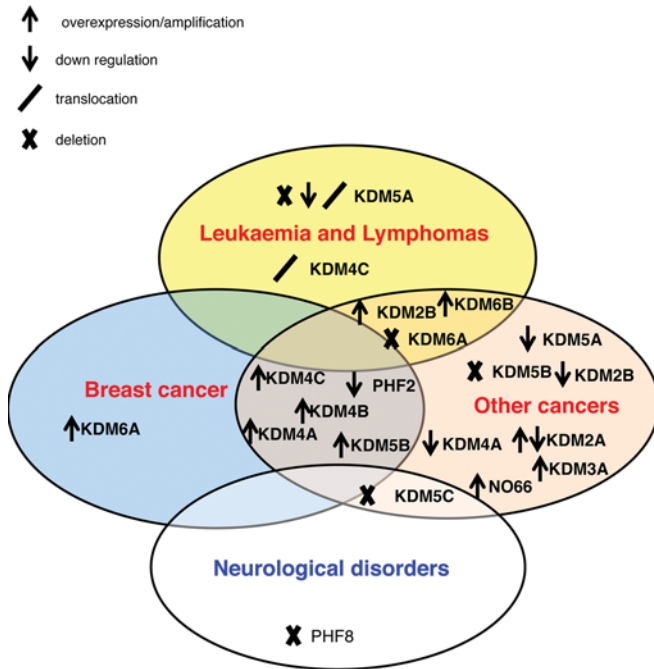 overexpression/amplification
down regulation
translocation
deletion
KDM5A
Leukaemia and Lymphomas
KDM4C
KDM2B
KDM6B
KDM6A
KDM5A
KDM5B
KDM2B
KDM4C
PHF2
Breast cancer
Other cancers
KDM4B
KDM6A
KDM4A
KDM5B
KDM4A
KDM2A
KDM3A
NO66
KDM5C
Neurological disorders
PHF8